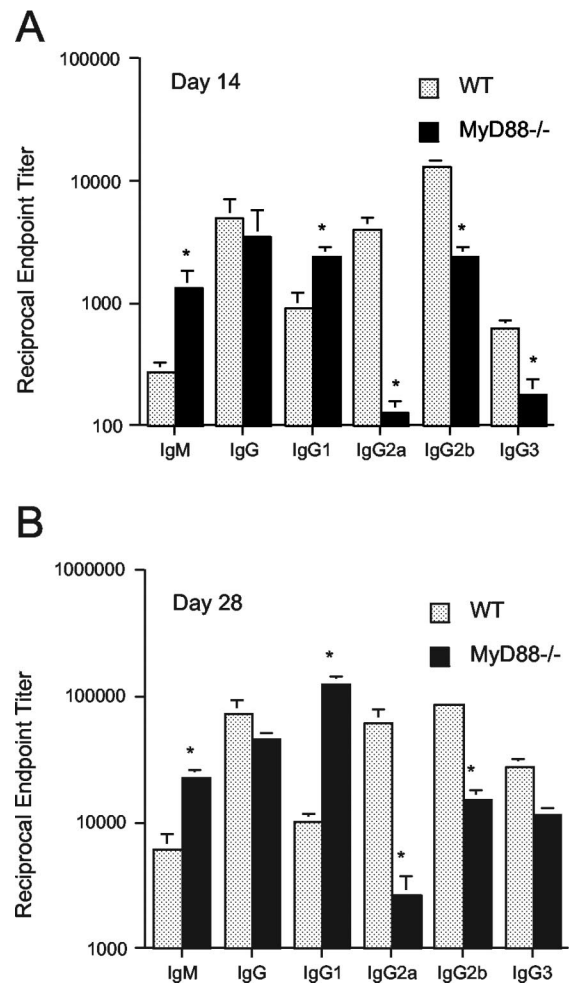 A
Day 14
WT
MyD88-/-
Reciprocal Endpoint Titer
100000
10000
1000
100
*
*
*
*
*
IgM
IgG
IgG1
IgG2a
IgG2b
IgG3
B
Day 28
WT
MyD88-/-
Reciprocal Endpoint Titer
1000000
100000
10000
1000
*
*
*
*
IgM
IgG
IgG1
IgG2a
IgG2b
IgG3